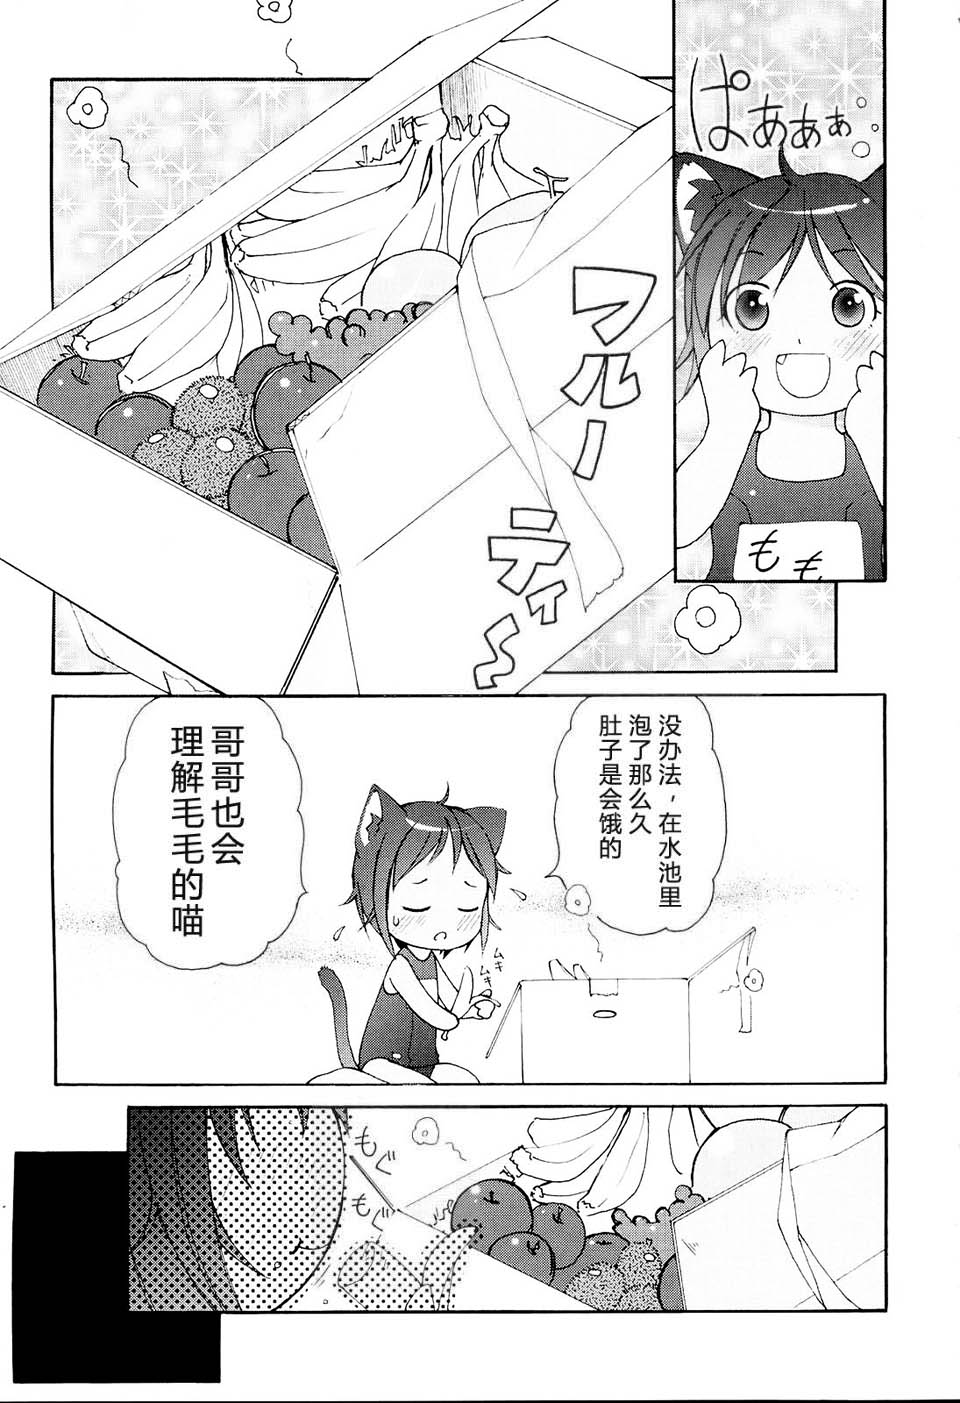 ぱあぁぁ
もも
フルーティ～
没办法，在水池里
泡了那么久
肚子是会饿的
ムキ
ムキ
哥哥也会
理解毛毛的喵
もぐ
もぐ